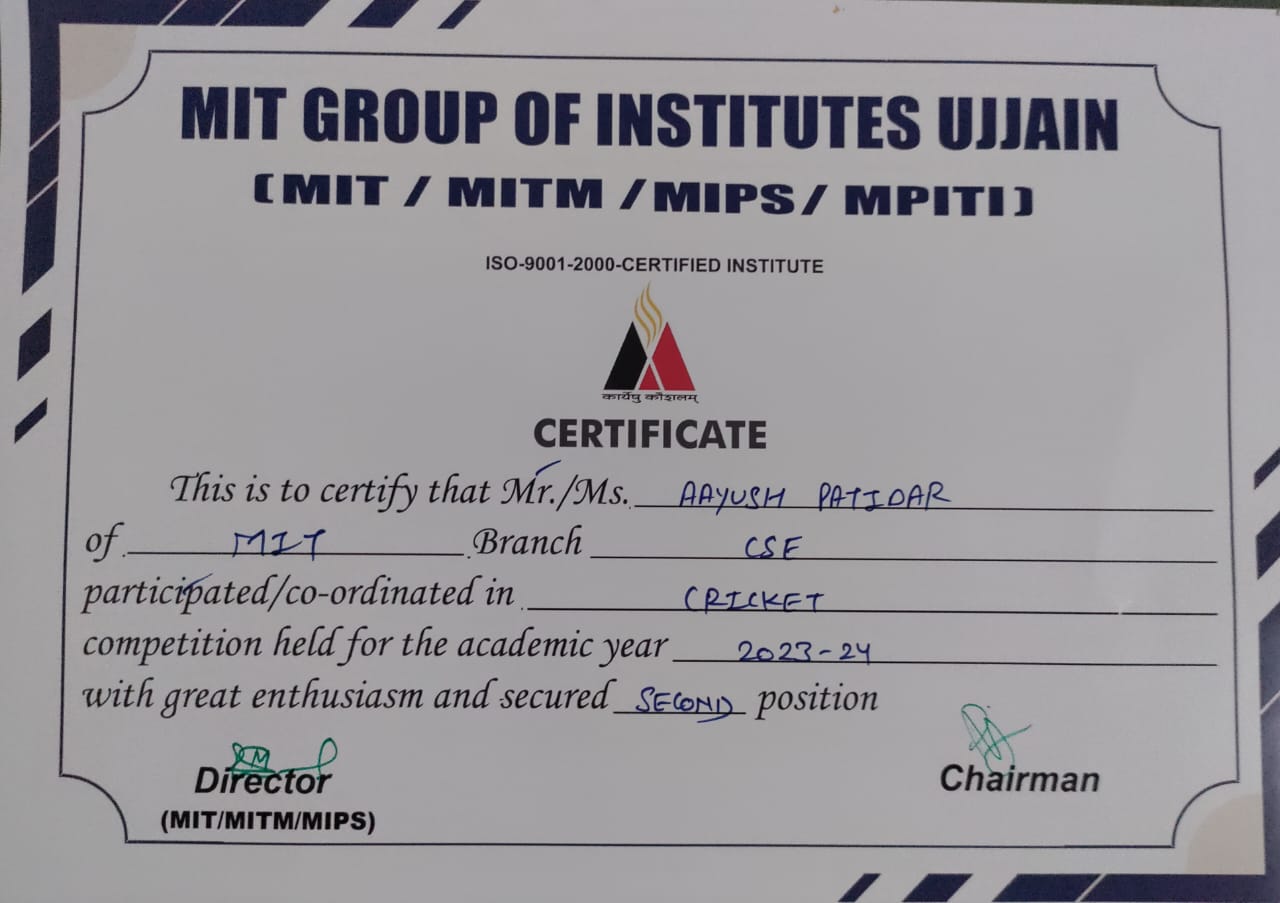 MIT GROUP OF INSTITUTES UJJAIN
(MIT / MITM / MIPS / MPITI)
ISO-9001-2000-CERTIFIED INSTITUTE
कार्येषु कौशलम्
CERTIFICATE
This is to certify that Mr./Ms. AAYUSH PATIDAR
of MIT Branch CSE
participated/co-ordinated in CRICKET
competition held for the academic year 2023-24
with great enthusiasm and secured SECOND position
Director
Chairman
(MIT/MITM/MIPS)